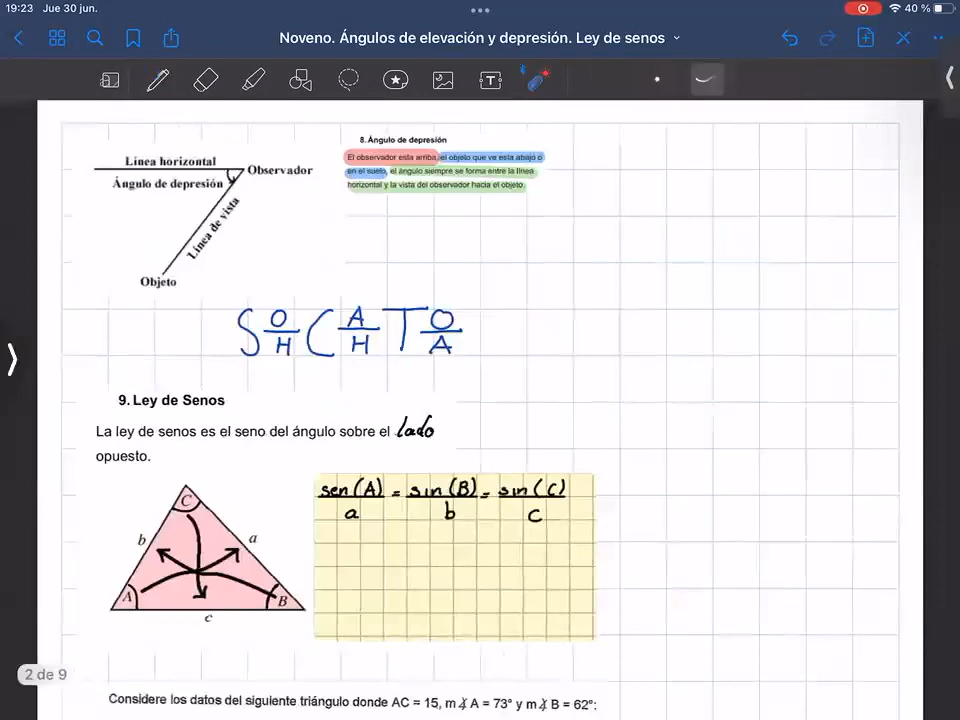 19:23 Jue 30 jun.
40 %
Noveno. Ángulos de elevación y depresión. Ley de senos
T
Línea horizontal
Observador
Ángulo de depresión
Línea de vista
Objeto
8. Ángulo de depresión
El observador esta arriba, el objeto que ve esta abajo o
en el suelo, el ángulo siempre se forma entre la línea
horizontal y la vista del observador hacia el objeto.
S O/H C A/H T O/A
9. Ley de Senos
La ley de senos es el seno del ángulo sobre el lado
opuesto.
C
b
a
A
B
c
sen(A)/a = sin(B)/b = sin(C)/c
2 de 9
Considere los datos del siguiente triángulo donde AC = 15, m∡A = 73° y m∡B = 62°: